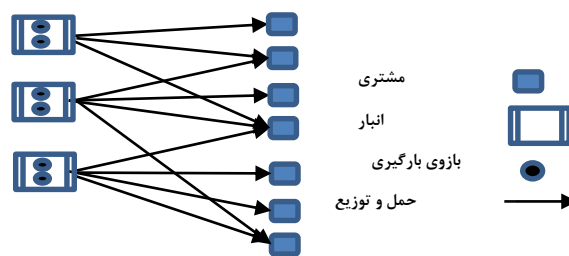 مشتری
انبار
بازوی بارگیری
حمل و توزیع